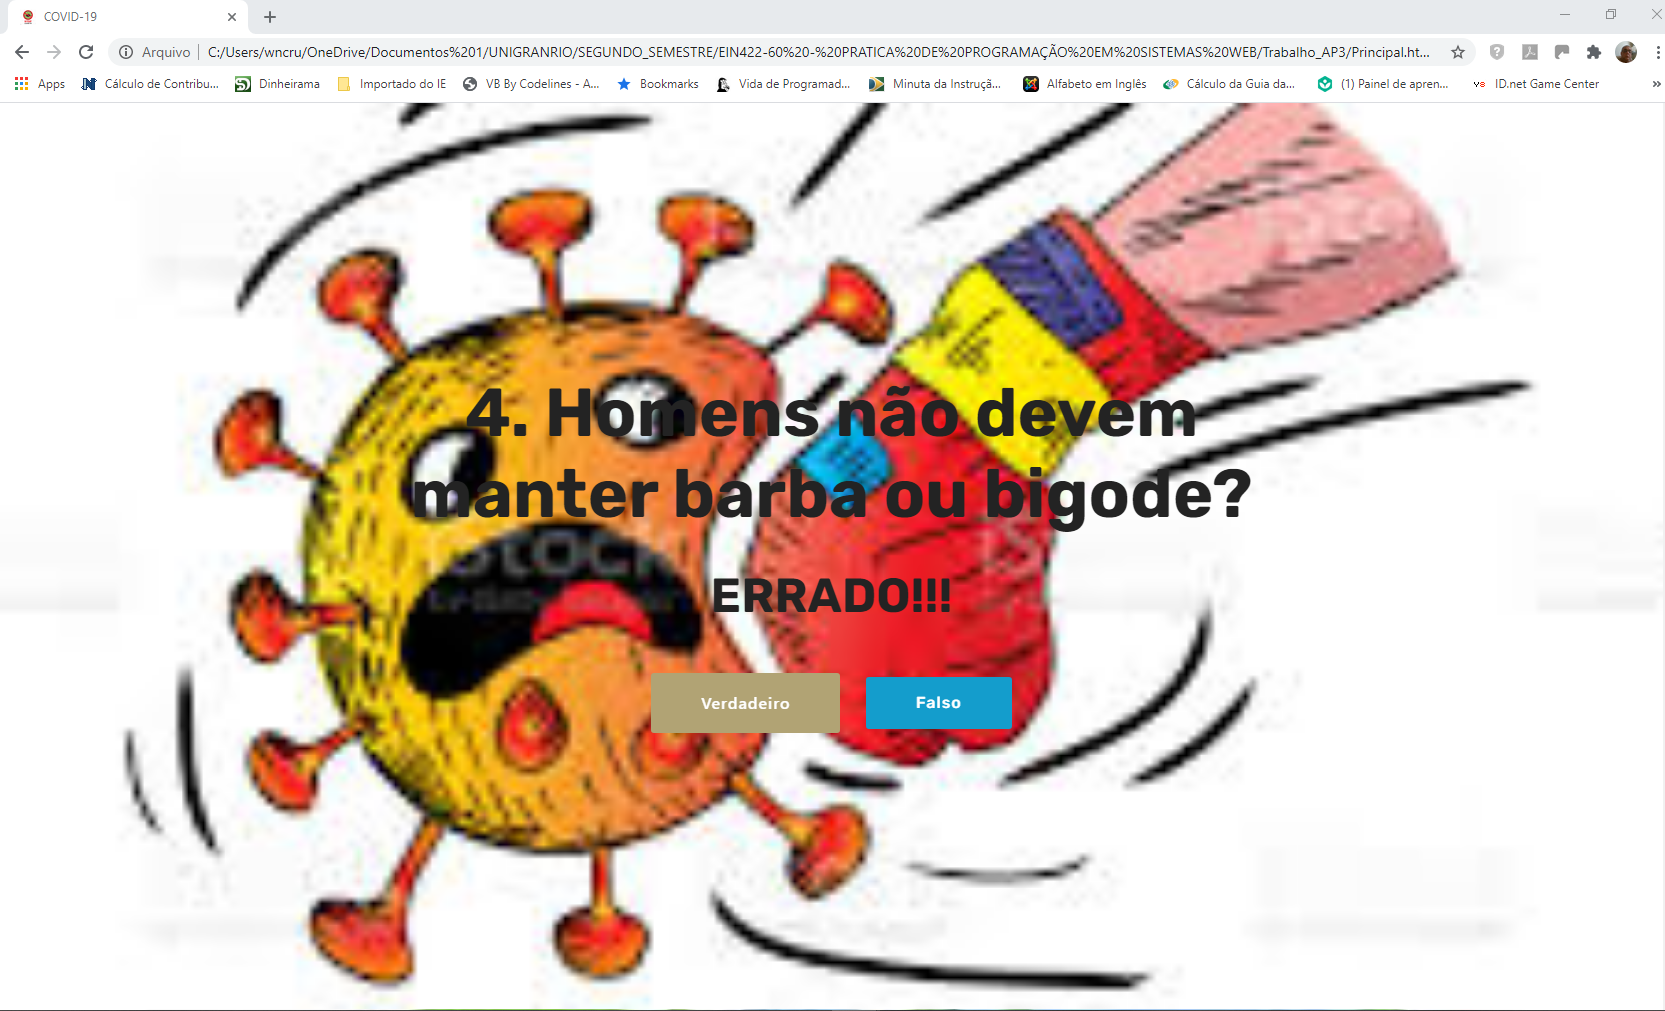 COVID-19
Arquivo
C:/Users/wncru/OneDrive/Documentos%201/UNIGRANRIO/SEGUNDO_SEMESTRE/EIN422-60%20-%20PRATICA%20DE%20PROGRAMAÇÃO%20EM%20SISTEMAS%20WEB/Trabalho_AP3/Principal.ht...
Apps Cálculo de Contribu... Dinheirama Importado do IE VB By Codelines - A... Bookmarks Vida de Programad... Minuta da Instruçã... Alfabeto em Inglês Cálculo da Guia da... (1) Painel de apren... ID.net Game Center
4. Homens não devem
manter barba ou bigode?
ERRADO!!!
Verdadeiro Falso